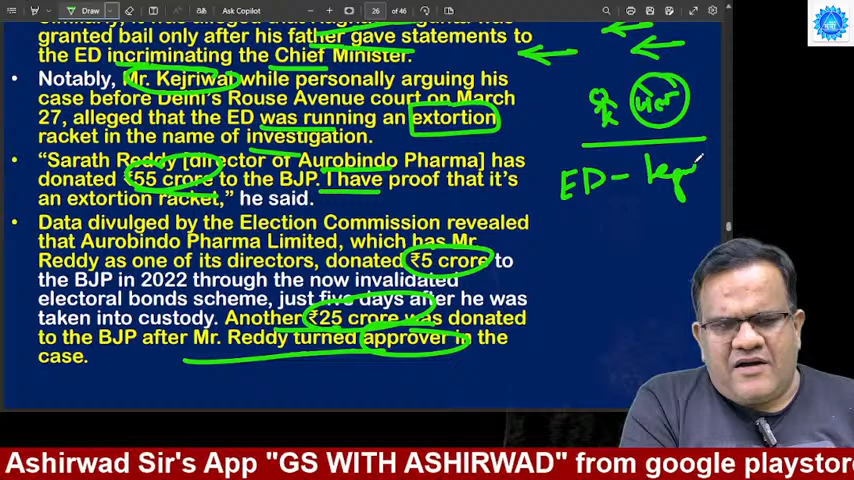 Draw
Ask Copilot
26
of 46
granted bail only after his father gave statements to
the ED incriminating the Chief Minister.
• Notably, Mr. Kejriwal while personally arguing his
case before Delhi's Rouse Avenue court on March
27, alleged that the ED was running an extortion
racket in the name of investigation.
• “Sarath Reddy [director of Aurobindo Pharma] has
donated ₹55 crore to the BJP. I have proof that it's
an extortion racket,” he said.
• Data divulged by the Election Commission revealed
that Aurobindo Pharma Limited, which has Mr.
Reddy as one of its directors, donated ₹5 crore to
the BJP in 2022 through the now invalidated
electoral bonds scheme, just five days after he was
taken into custody. Another ₹25 crore was donated
to the BJP after Mr. Reddy turned approver in the
case.
ED -
Ashirwad Sir's App "GS WITH ASHIRWAD" from google playstore